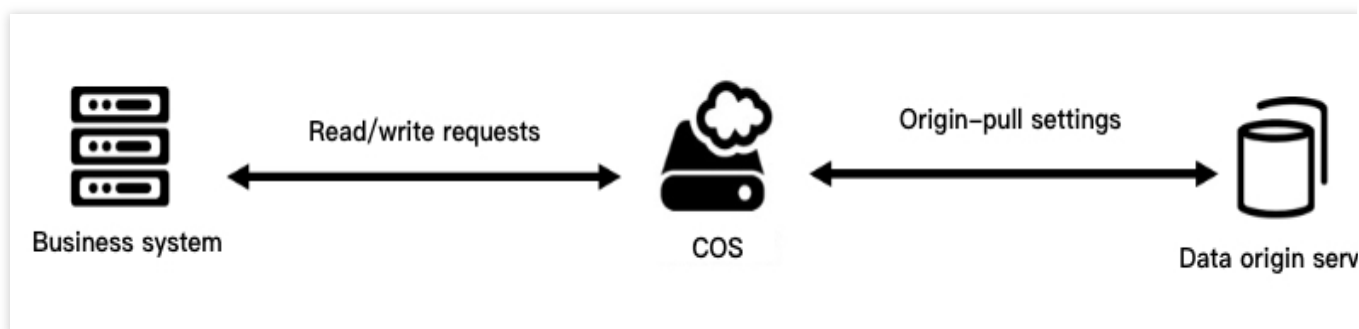 Read/write requests
Origin-pull settings
Business system
COS
Data origin serv